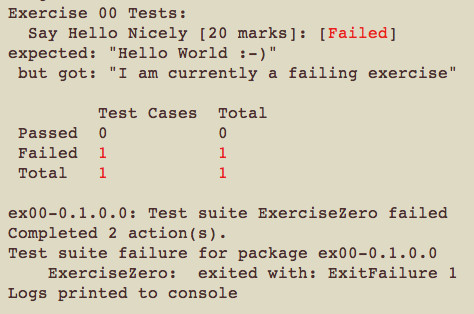 Exercise 00 Tests:
  Say Hello Nicely [20 marks]: [Failed]
expected: "Hello World :-)"
 but got: "I am currently a failing exercise"
         Test Cases  Total
 Passed  0           0
 Failed  1           1
 Total   1           1
ex00-0.1.0.0: Test suite ExerciseZero failed
Completed 2 action(s).
Test suite failure for package ex00-0.1.0.0
    ExerciseZero:  exited with: ExitFailure 1
Logs printed to console